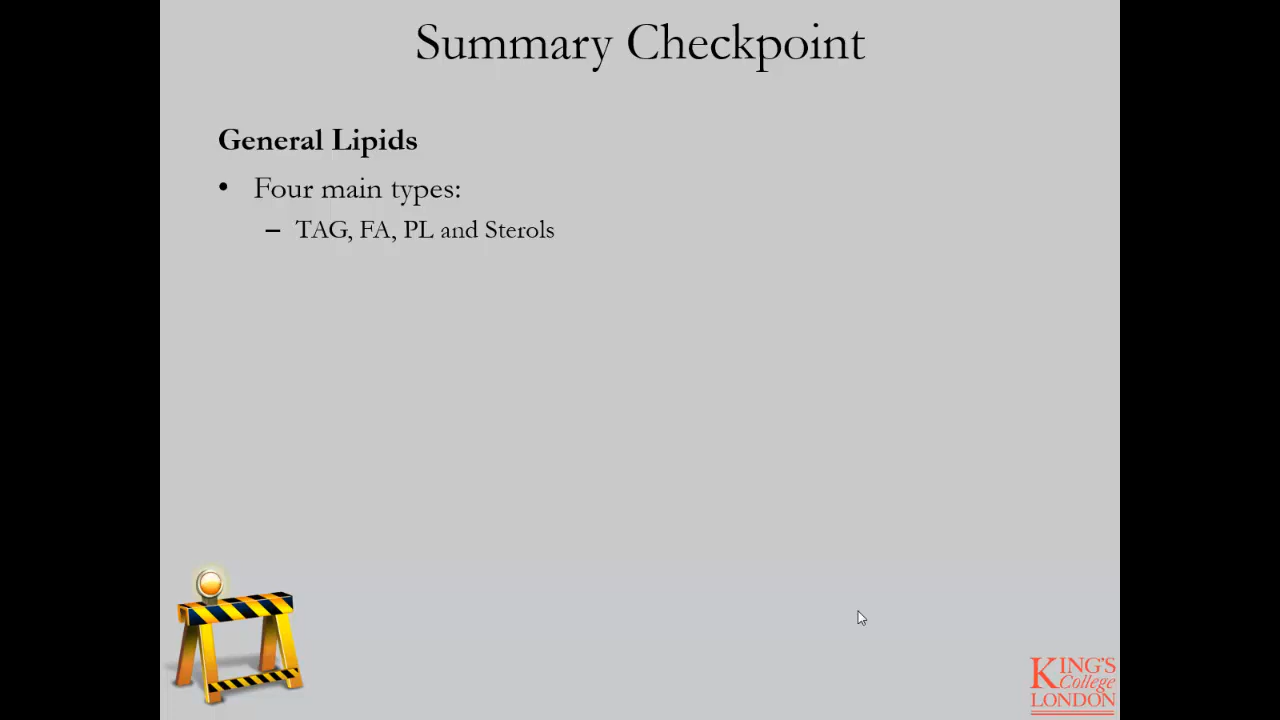 Summary Checkpoint
General Lipids
• Four main types:
– TAG, FA, PL and Sterols
KING'S
College
LONDON